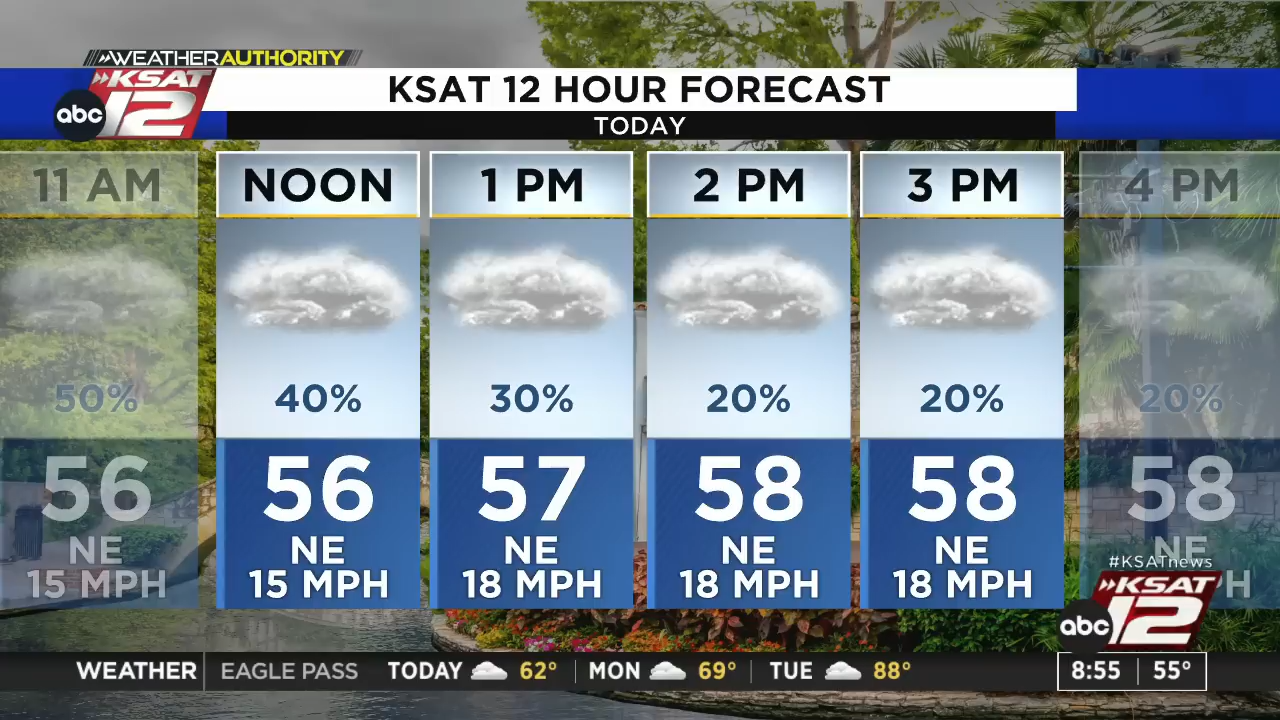 WEATHERAUTHORITY
KSAT
abc 12
KSAT 12 HOUR FORECAST
TODAY
11 AM
50%
56
NE
15 MPH
NOON
40%
56
NE
15 MPH
1 PM
30%
57
NE
18 MPH
2 PM
20%
58
NE
18 MPH
3 PM
20%
58
NE
18 MPH
4 PM
20%
58
NE
#KSATnews
KSAT
abc 12
WEATHER EAGLE PASS TODAY 62° MON 69° TUE 88° 8:55 55°